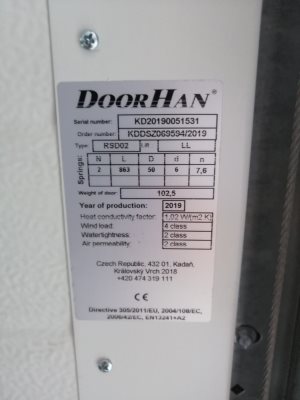 DOORHAN®
Serial number: KD20190051531
Order number: KDDSZ069594/2019
Type RSD02 Lift LL
Springs: N L D d n
2 863 50 6 7,6
Weight of door: 102,5
Year of production: 2019
Heat conductivity factor: 1,02 W/(m2 K)
Wind load: 4 class
Watertightness: 2 class
Air permeability: 2 class
Czech Republic, 432 01, Kadaň,
Královský Vrch 2018
+420 474 319 111
CE
Directive 305/2011/EU, 2004/108/EC,
2006/42/EC, EN13241+A2